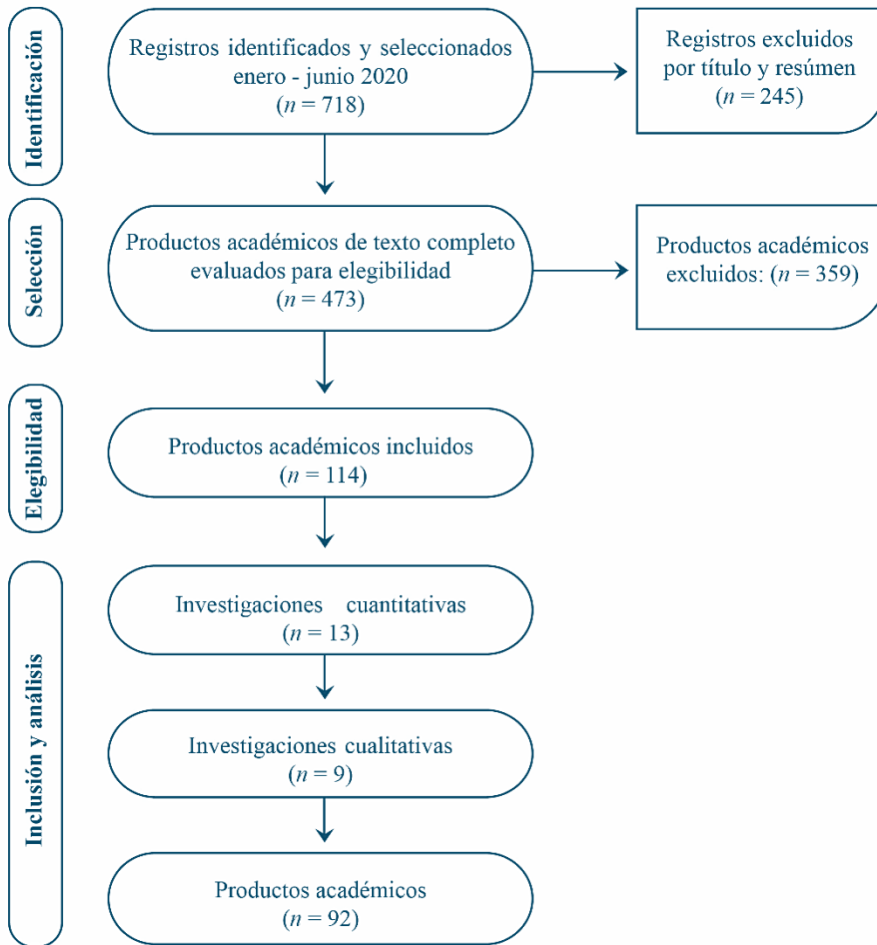 Identificación
Registros identificados y seleccionados
enero - junio 2020
(n = 718)
Registros excluidos
por título y resúmen
(n = 245)
Selección
Productos académicos de texto completo
evaluados para elegibilidad
(n = 473)
Productos académicos
excluidos: (n = 359)
Elegibilidad
Productos académicos incluidos
(n = 114)
Inclusión y análisis
Investigaciones cuantitativas
(n = 13)
Investigaciones cualitativas
(n = 9)
Productos académicos
(n = 92)